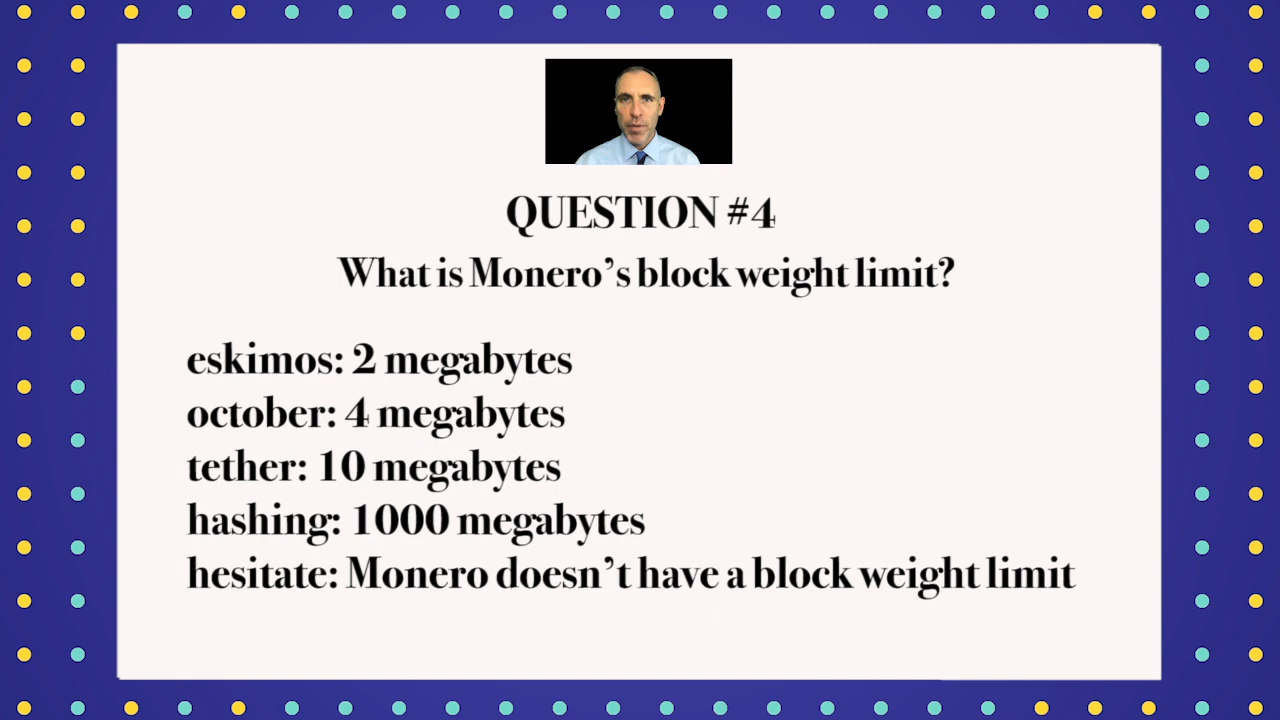 QUESTION #4
What is Monero’s block weight limit?
eskimos: 2 megabytes
october: 4 megabytes
tether: 10 megabytes
hashing: 1000 megabytes
hesitate: Monero doesn’t have a block weight limit